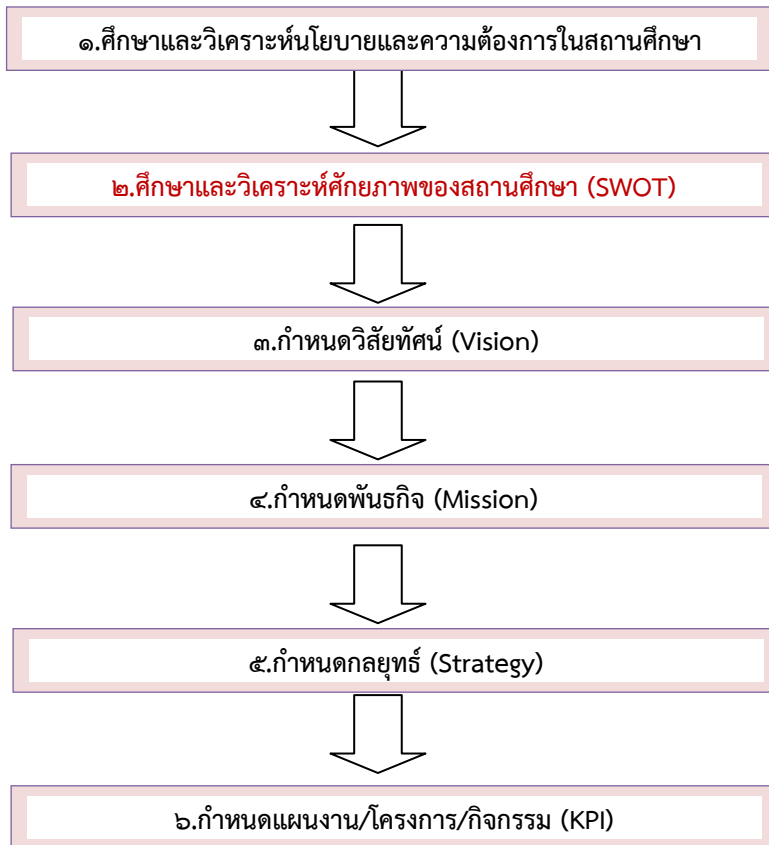 ๑.ศึกษาและวิเคราะห์นโยบายและความต้องการในสถานศึกษา
๒.ศึกษาและวิเคราะห์ศักยภาพของสถานศึกษา (SWOT)
๓.กำหนดวิสัยทัศน์ (Vision)
๔.กำหนดพันธกิจ (Mission)
๕.กำหนดกลยุทธ์ (Strategy)
๖.กำหนดแผนงาน/โครงการ/กิจกรรม (KPI)